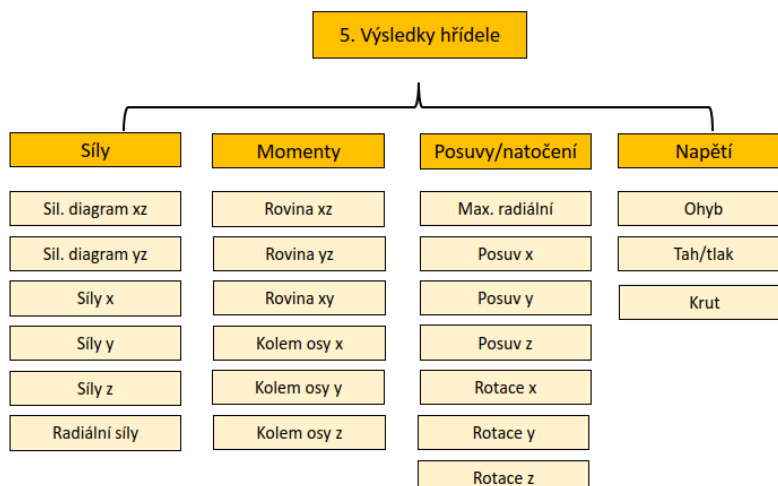 5. Výsledky hřídele
Síly
Momenty
Posuvy/natočení
Napětí
Sil. diagram xz
Rovina xz
Max. radiální
Ohyb
Sil. diagram yz
Rovina yz
Posuv x
Tah/tlak
Síly x
Rovina xy
Posuv y
Krut
Síly y
Kolem osy x
Posuv z
Síly z
Kolem osy y
Rotace x
Radiální síly
Kolem osy z
Rotace y
Rotace z